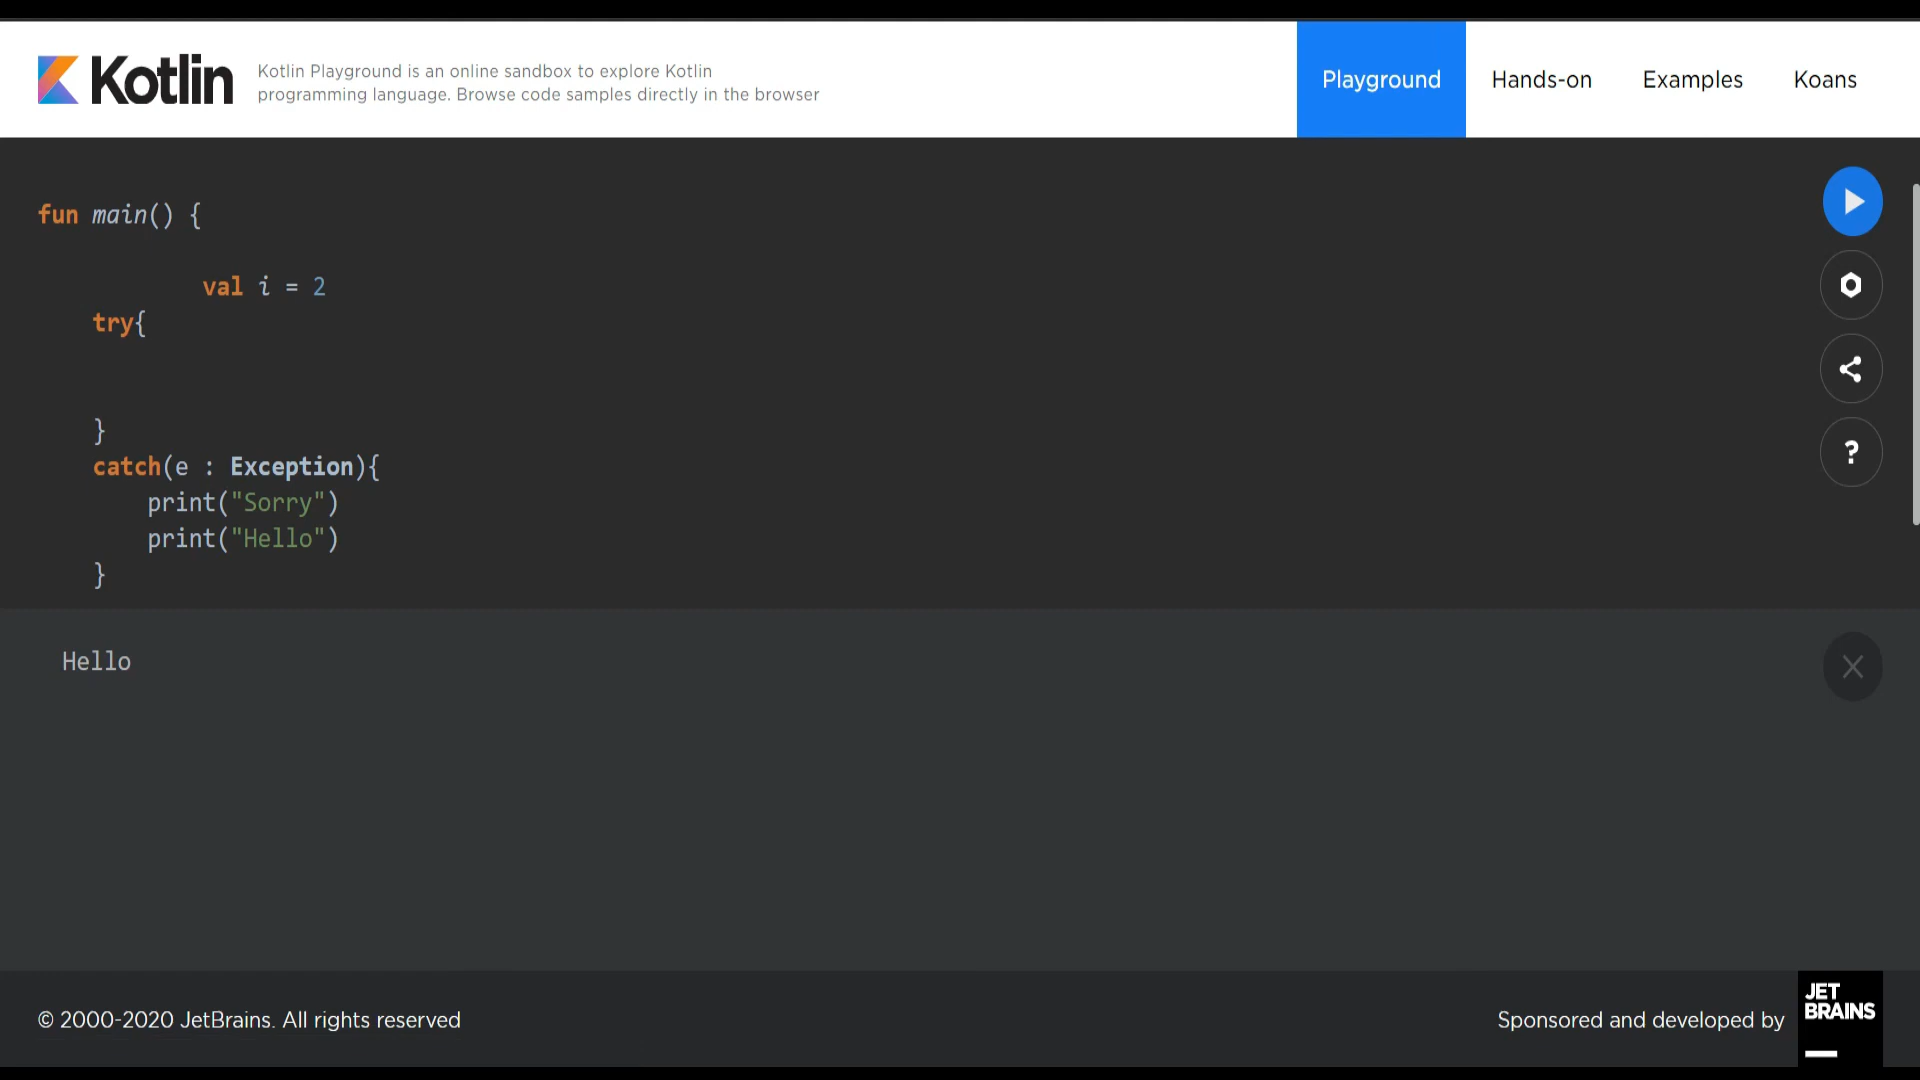 Kotlin
Kotlin Playground is an online sandbox to explore Kotlin
programming language. Browse code samples directly in the browser
Playground
Hands-on
Examples
Koans
fun main() {
val i = 2
try{
}
catch(e : Exception){
print("Sorry")
print("Hello")
}
?
Hello
© 2000-2020 JetBrains. All rights reserved
Sponsored and developed by
JET
BRAINS